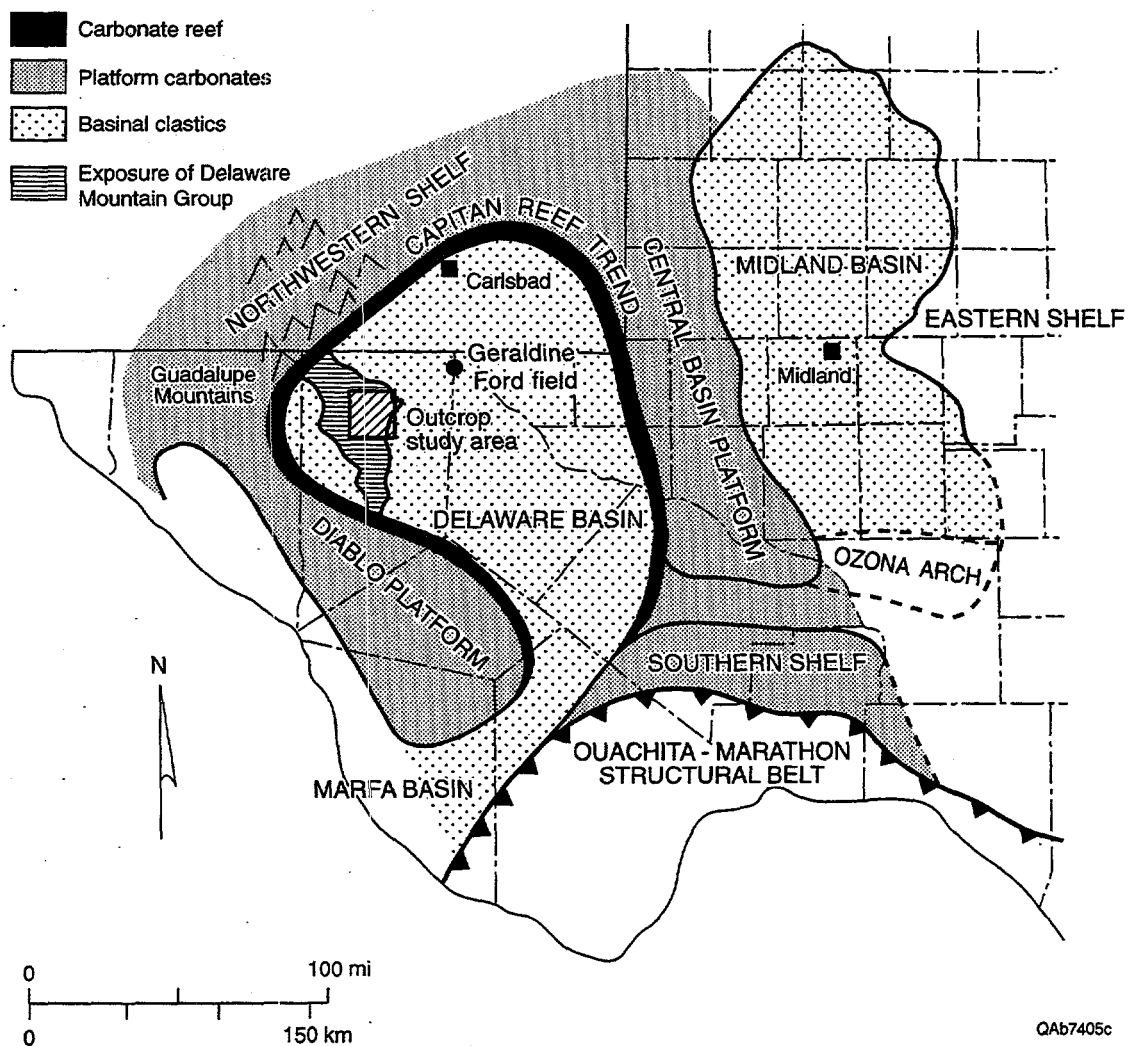 Carbonate reef
Platform carbonates
Basinal clastics
Exposure of Delaware
Mountain Group
NORTHWESTERN SHELF
CAPITAN REEF TREND
CENTRAL BASIN PLATFORM
MIDLAND BASIN
EASTERN SHELF
Carlsbad
Geraldine
Ford field
Midland
Guadalupe
Mountains
Outcrop
study area
DELAWARE BASIN
DIABLO PLATFORM
OZONA ARCH
SOUTHERN SHELF
N
OUACHITA - MARATHON
STRUCTURAL BELT
MARFA BASIN
0
100 mi
0
150 km
QAb7405c